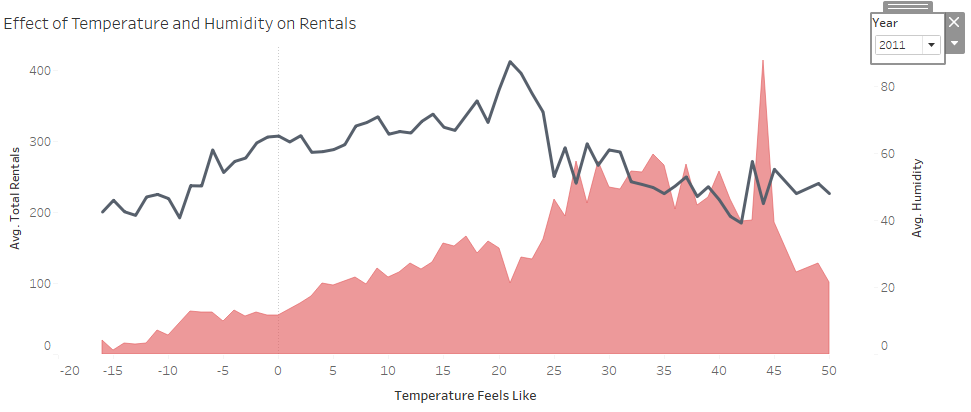 Effect of Temperature and Humidity on Rentals
Year
2011
400
300
200
100
0
Avg. Total Rentals
80
60
40
20
0
Avg. Humidity
-20 -15 -10 -5 0 5 10 15 20 25 30 35 40 45 50
Temperature Feels Like